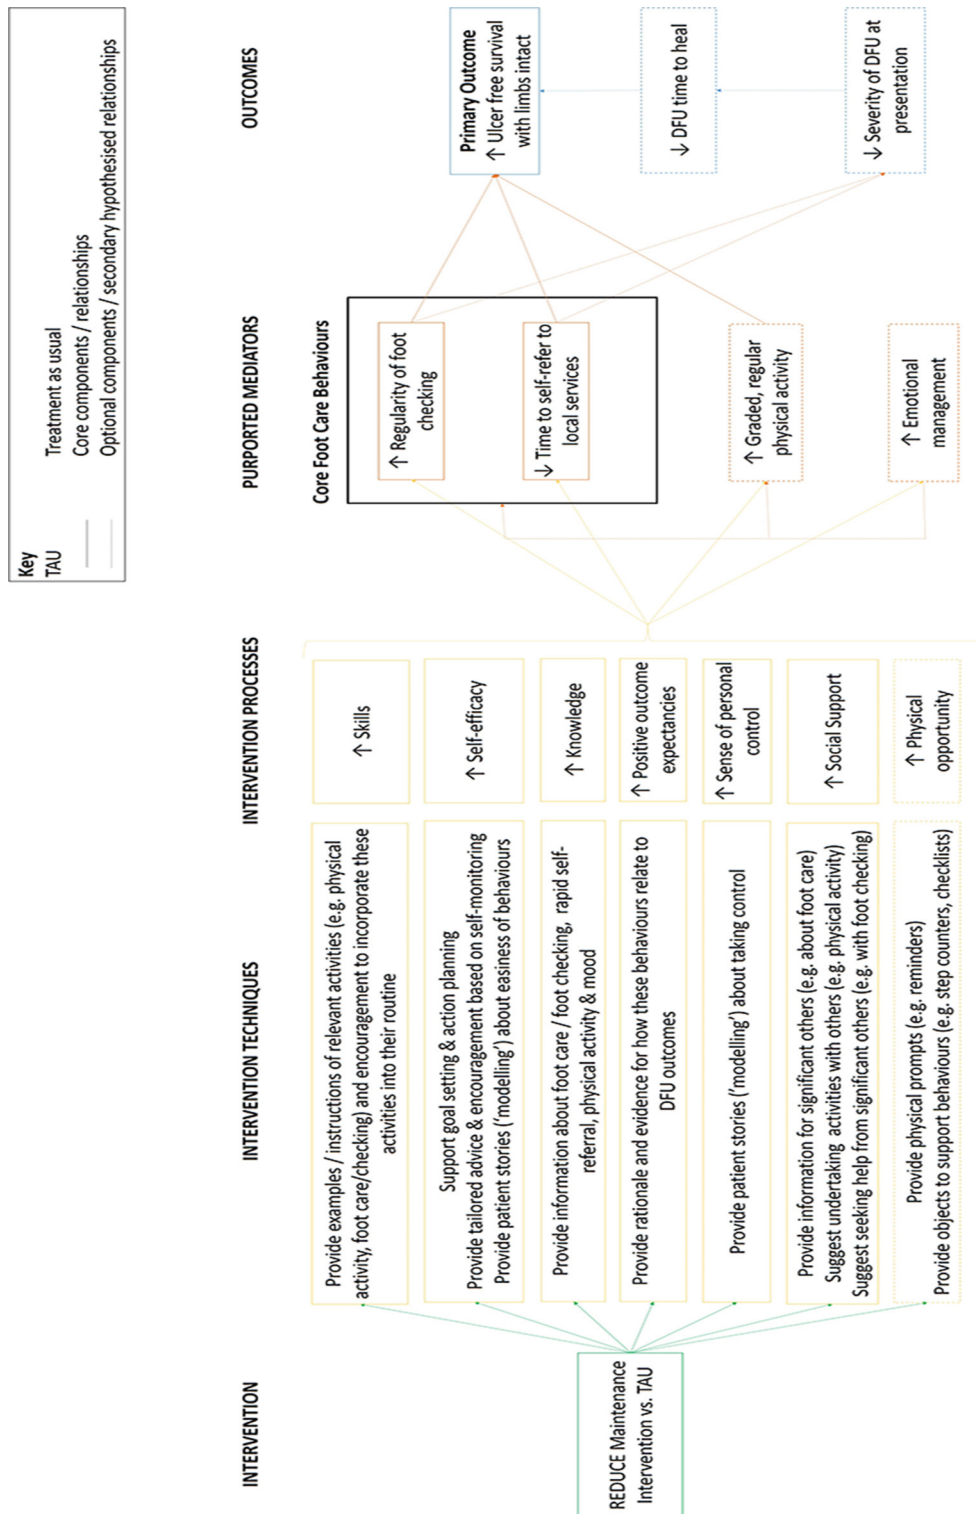 Key
TAU Treatment as usual
Core components / relationships
Optional components / secondary hypothesised relationships
INTERVENTION
INTERVENTION TECHNIQUES
INTERVENTION PROCESSES
PURPORTED MEDIATORS
OUTCOMES
REDUCE Maintenance
Intervention vs. TAU
Provide examples / instructions of relevant activities (e.g. physical
activity, foot care/checking) and encouragement to incorporate these
activities into their routine
Support goal setting & action planning
Provide tailored advice & encouragement based on self-monitoring
Provide patient stories (‘modelling’) about easiness of behaviours
Provide information about foot care / foot checking, rapid self-
referral, physical activity & mood
Provide rationale and evidence for how these behaviours relate to
DFU outcomes
Provide patient stories (‘modelling’) about taking control
Provide information for significant others (e.g. about foot care)
Suggest undertaking activities with others (e.g. physical activity)
Suggest seeking help from significant others (e.g. with foot checking)
Provide physical prompts (e.g. reminders)
Provide objects to support behaviours (e.g. step counters, checklists)
↑ Skills
↑ Self-efficacy
↑ Knowledge
↑ Positive outcome
expectancies
↑ Sense of personal
control
↑ Social Support
↑ Physical
opportunity
Core Foot Care Behaviours
↑ Regularity of foot
checking
↓ Time to self-refer to
local services
↑ Graded, regular
physical activity
↑ Emotional
management
Primary Outcome
↑ Ulcer free survival
with limbs intact
↓ DFU time to heal
↓ Severity of DFU at
presentation